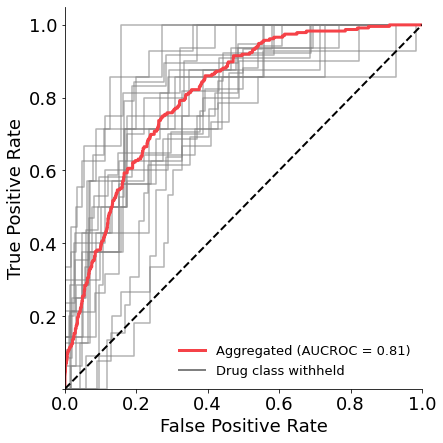 1.0
0.8
0.6
0.4
0.2
True Positive Rate
Aggregated (AUCROC = 0.81)
Drug class withheld
0.0 0.2 0.4 0.6 0.8 1.0
False Positive Rate